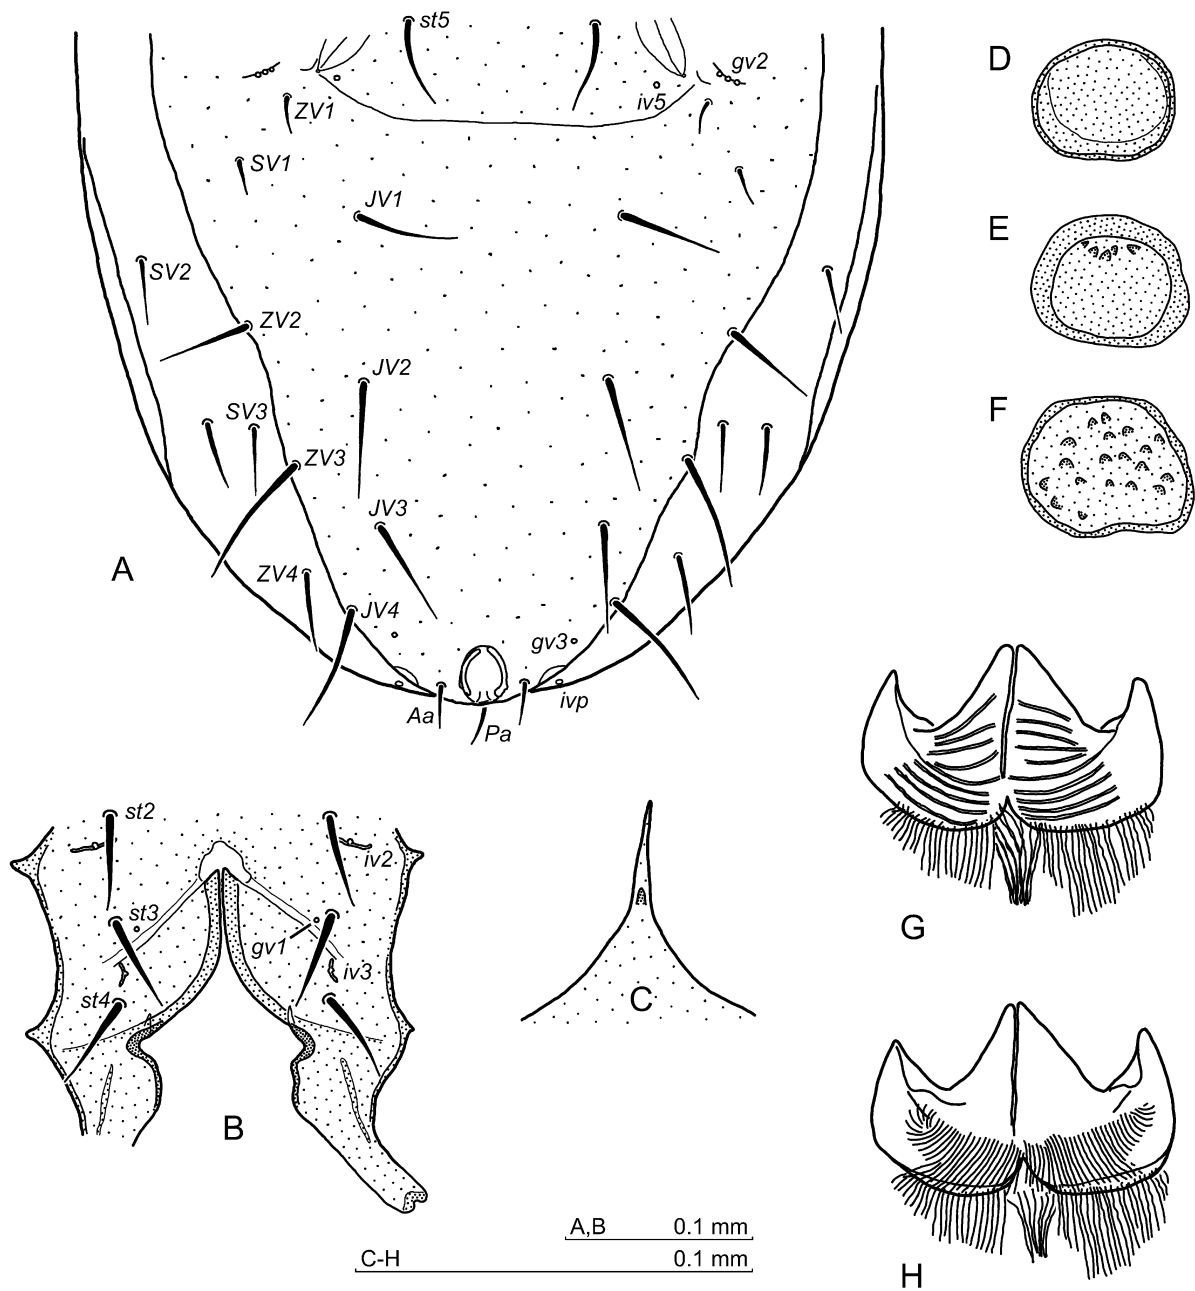 st5
gv2
D
iv5
ZV1
SV1
JV1
E
SV2
ZV2
JV2
F
SV3
ZV3
JV3
A
ZV4
JV4
gv3
Aa
ivp
Pa
st2
iv2
st3
gv1
iv3
st4
C
G
B
A,B 0.1 mm
C-H 0.1 mm
H